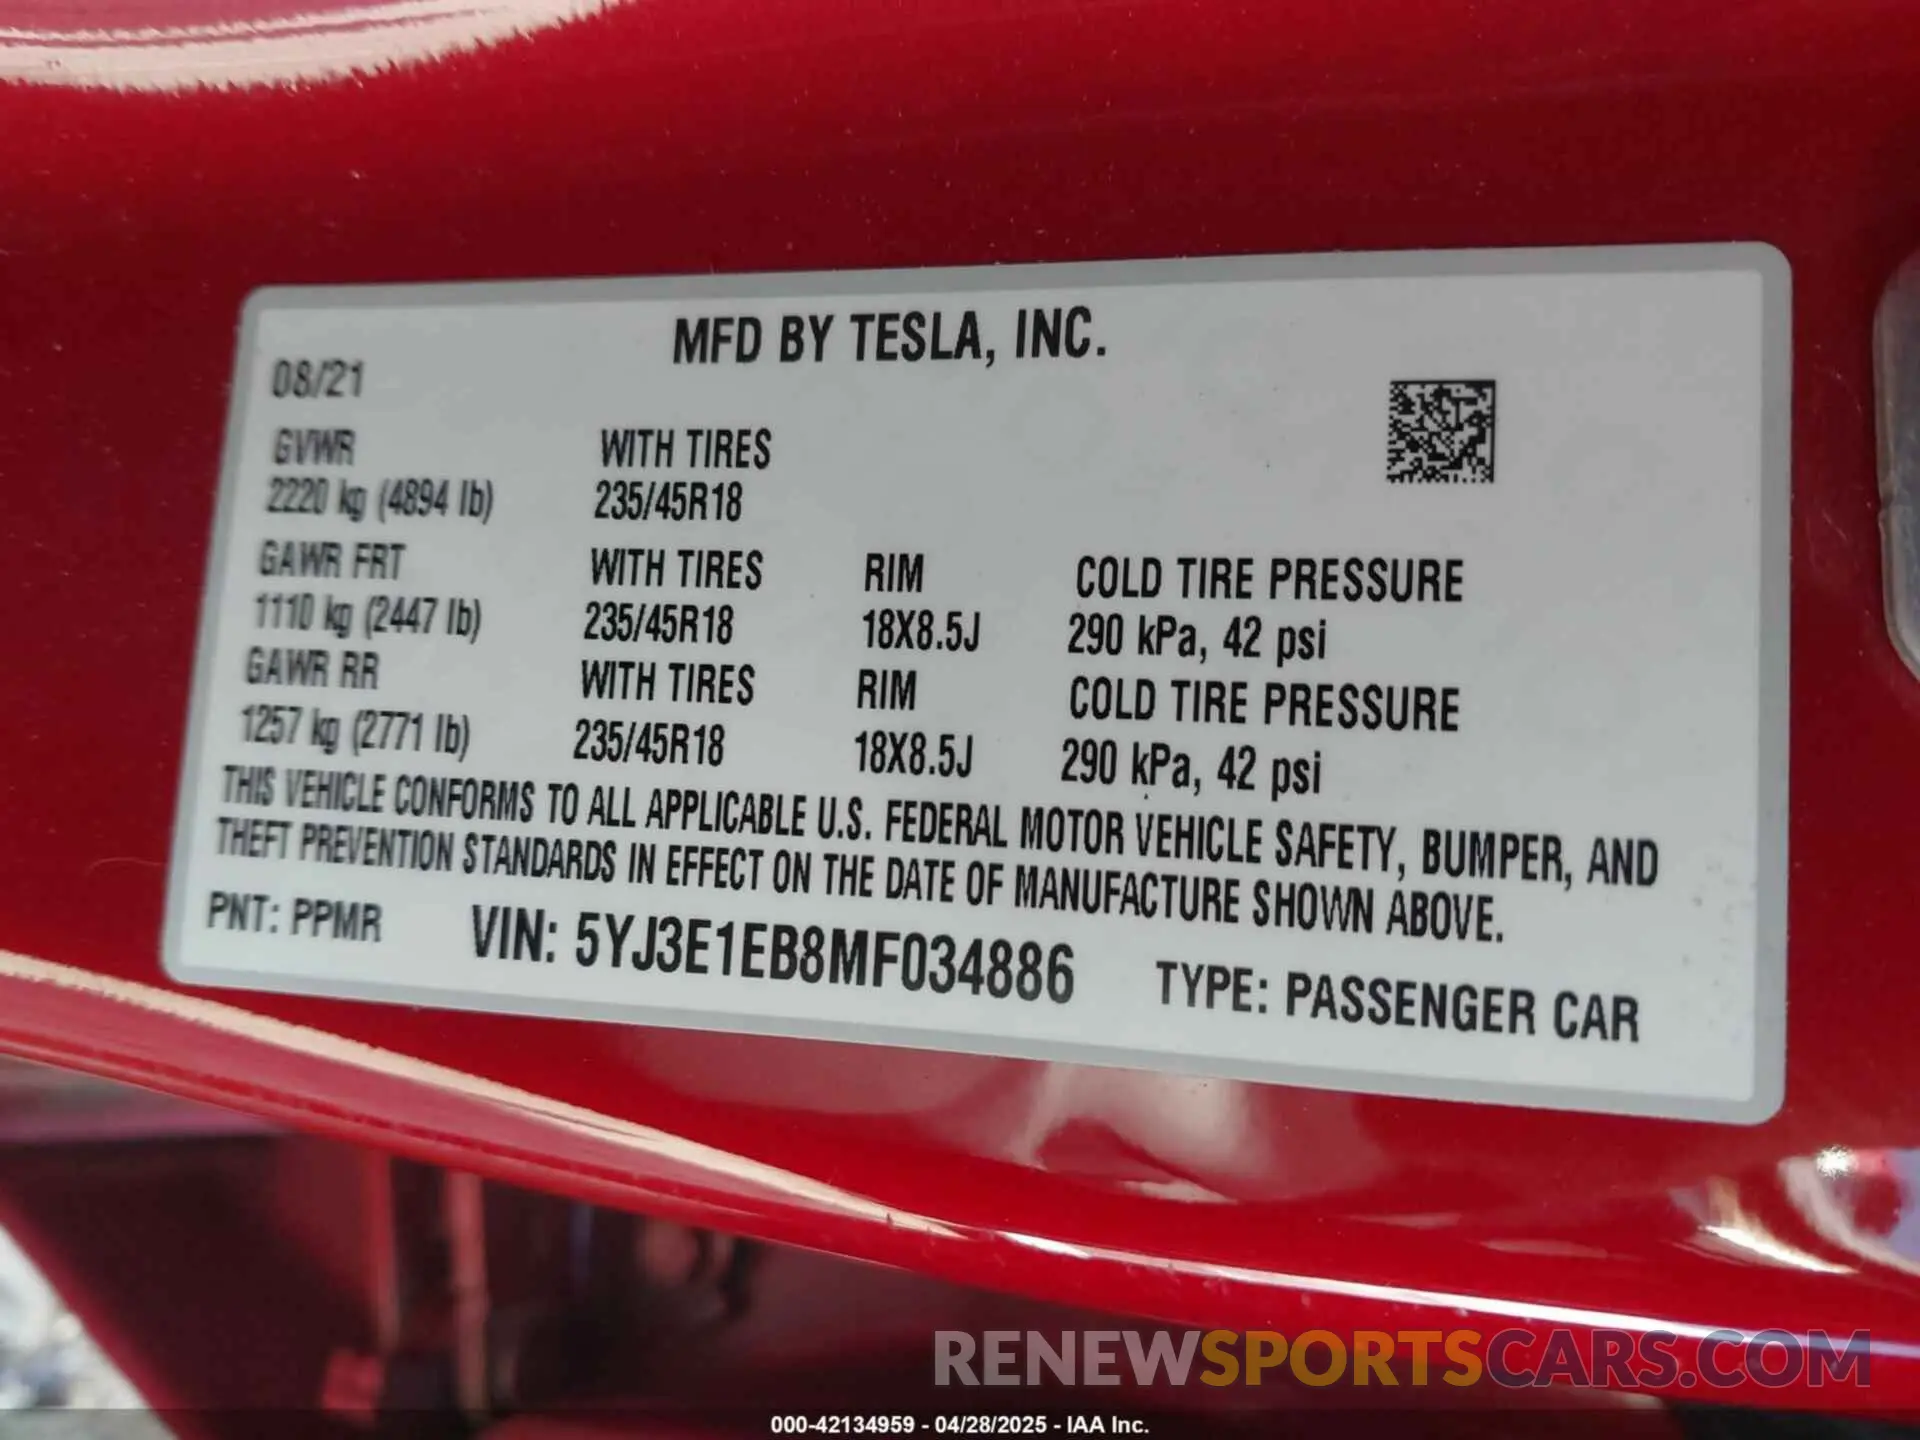 MFD BY TESLA, INC.
08/21
GVWR WITH TIRES
2220 kg (4894 lb) 235/45R18
GAWR FRT WITH TIRES RIM COLD TIRE PRESSURE
1110 kg (2447 lb) 235/45R18 18X8.5J 290 kPa, 42 psi
GAWR RR WITH TIRES RIM COLD TIRE PRESSURE
1257 kg (2771 lb) 235/45R18 18X8.5J 290 kPa, 42 psi
THIS VEHICLE CONFORMS TO ALL APPLICABLE U.S. FEDERAL MOTOR VEHICLE SAFETY, BUMPER, AND
THEFT PREVENTION STANDARDS IN EFFECT ON THE DATE OF MANUFACTURE SHOWN ABOVE.
PNT: PPMR VIN: 5YJ3E1EB8MF034886 TYPE: PASSENGER CAR
RENEWSPORTSCARS.COM
000-42134959 - 04/28/2025 - IAA Inc.